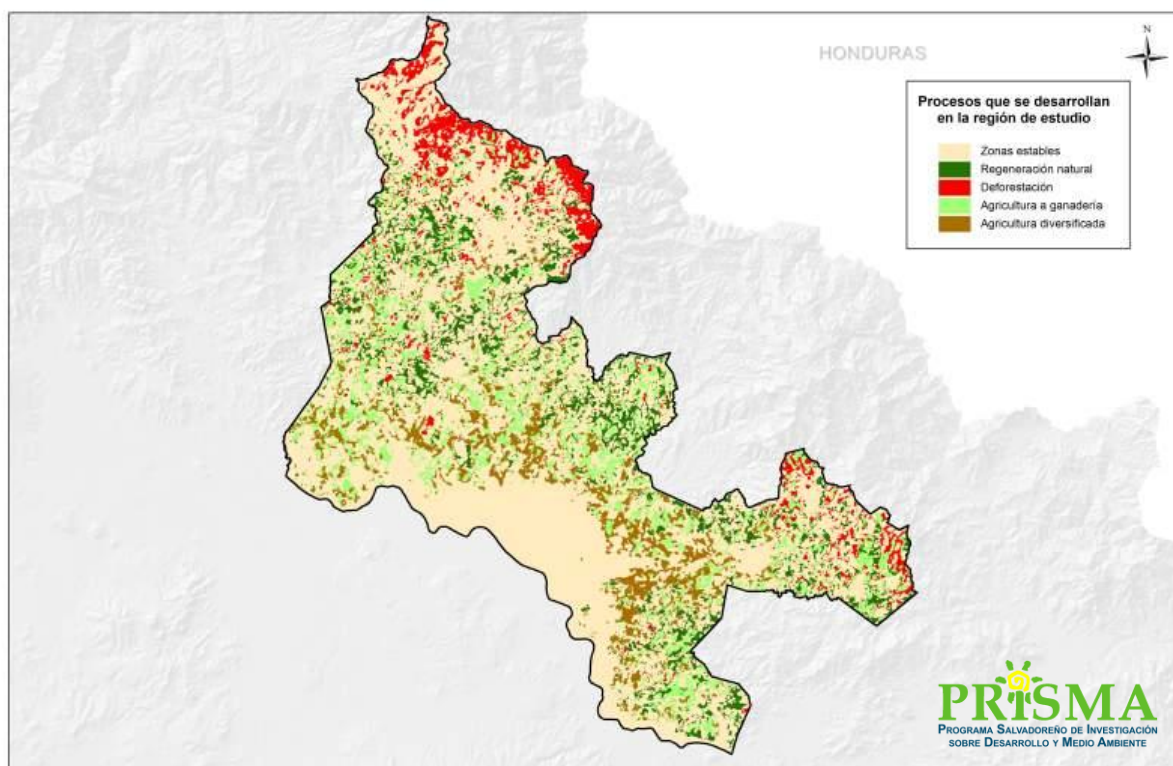 HONDURAS
N
Procesos que se desarrollan
en la región de estudio
Zonas estables
Regeneración natural
Deforestación
Agricultura a ganadería
Agricultura diversificada
PRISMA
PROGRAMA SALVADOREÑO DE INVESTIGACIÓN
SOBRE DESARROLLO Y MEDIO AMBIENTE